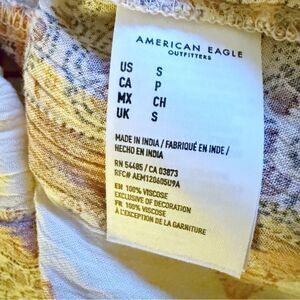 AMERICAN EAGLE
OUTFITTERS
US S
CA P
MX CH
UK S
MADE IN INDIA / FABRIQUÉ EN INDE /
HECHO EN INDIA
RN 54485 / CA 03873
RFC# AEM120605U9A
EN 100% VISCOSE
EXCLUSIVE OF DECORATION
FR 100% VISCOSE
À L'EXCEPTION DE LA GARNITURE